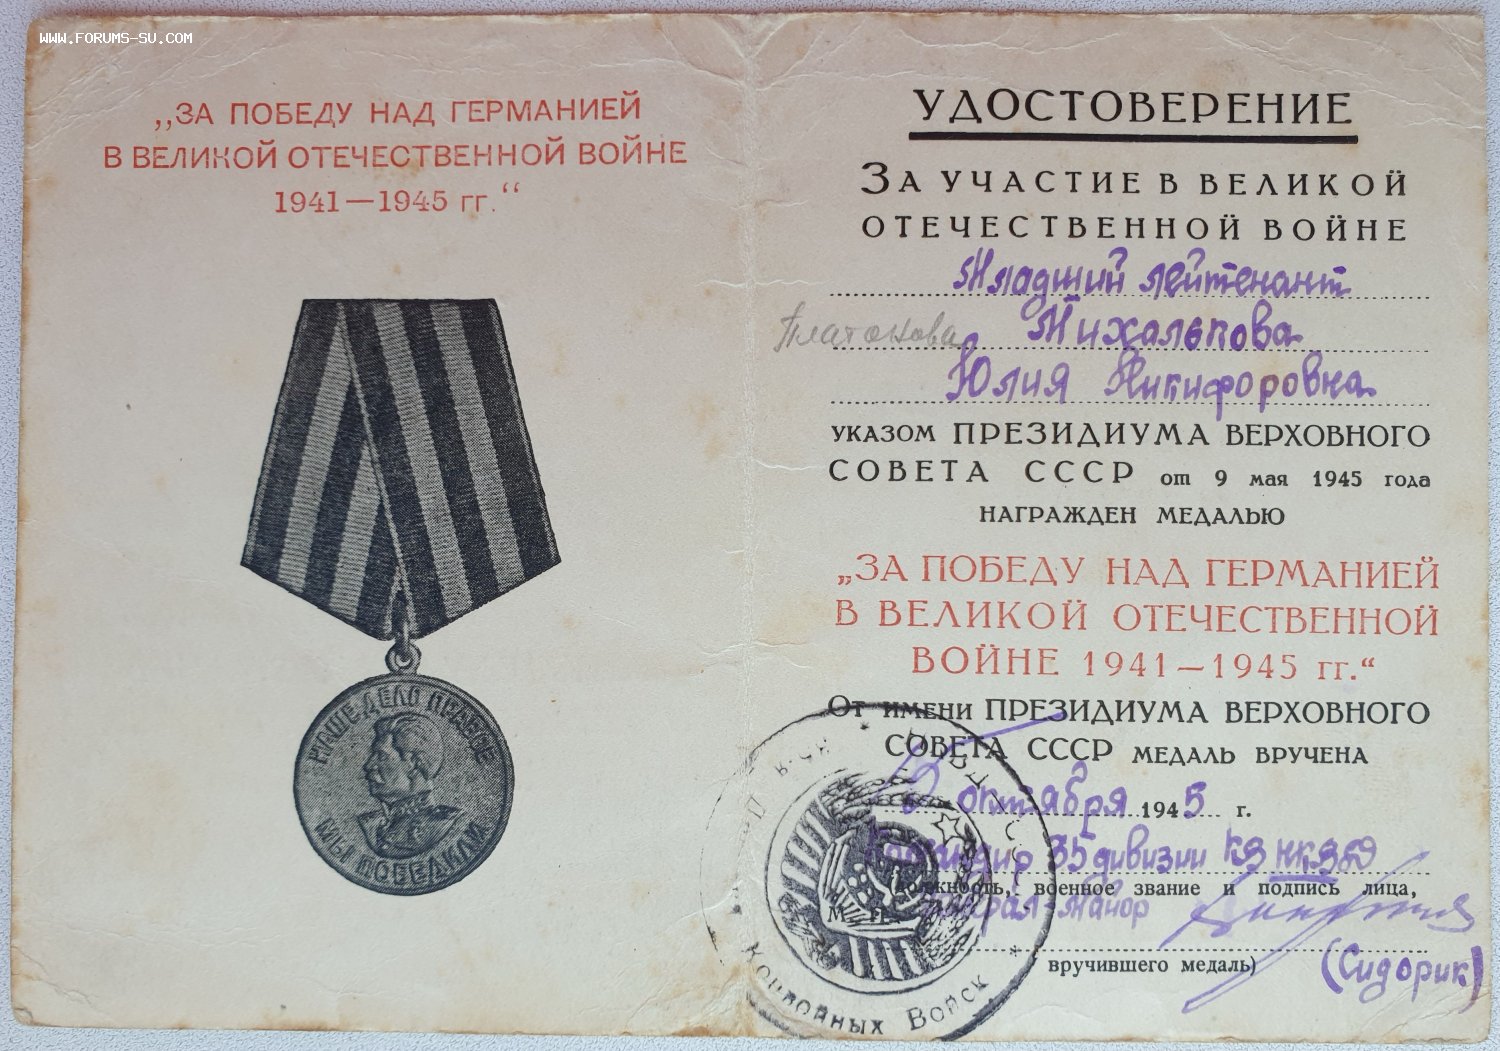 www.forums-su.com
„ЗА ПОБЕДУ НАД ГЕРМАНИЕЙ
В ВЕЛИКОЙ ОТЕЧЕСТВЕННОЙ ВОЙНЕ
1941—1945 гг.“
НАШЕ ДЕЛО ПРАВОЕ
МЫ ПОБЕДИЛИ
УДОСТОВЕРЕНИЕ
ЗА УЧАСТИЕ В ВЕЛИКОЙ
ОТЕЧЕСТВЕННОЙ ВОЙНЕ
Младший лейтенант
Платонова Михалькова
Юлия Никифоровна
УКАЗОМ ПРЕЗИДИУМА ВЕРХОВНОГО
СОВЕТА СССР от 9 мая 1945 года
НАГРАЖДЕН МЕДАЛЬЮ
„ЗА ПОБЕДУ НАД ГЕРМАНИЕЙ
В ВЕЛИКОЙ ОТЕЧЕСТВЕННОЙ
ВОЙНЕ 1941—1945 гг.“
От имени ПРЕЗИДИУМА ВЕРХОВНОГО
СОВЕТА СССР МЕДАЛЬ ВРУЧЕНА
октября 1945 г.
Командир 35 дивизии КВ НКВД
должность, военное звание и подпись лица,
М. П. Генерал-Майор
вручившего медаль)
(Сидорик)
Конвойных Войск